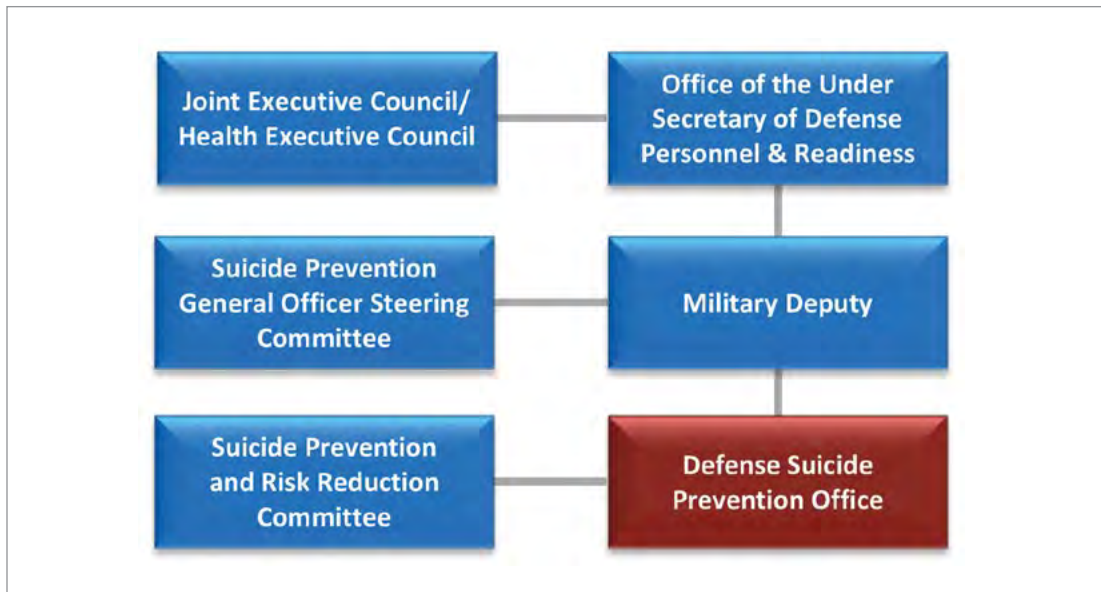 Joint Executive Council/
Health Executive Council
Office of the Under
Secretary of Defense
Personnel & Readiness
Suicide Prevention
General Officer Steering
Committee
Military Deputy
Suicide Prevention
and Risk Reduction
Committee
Defense Suicide
Prevention Office